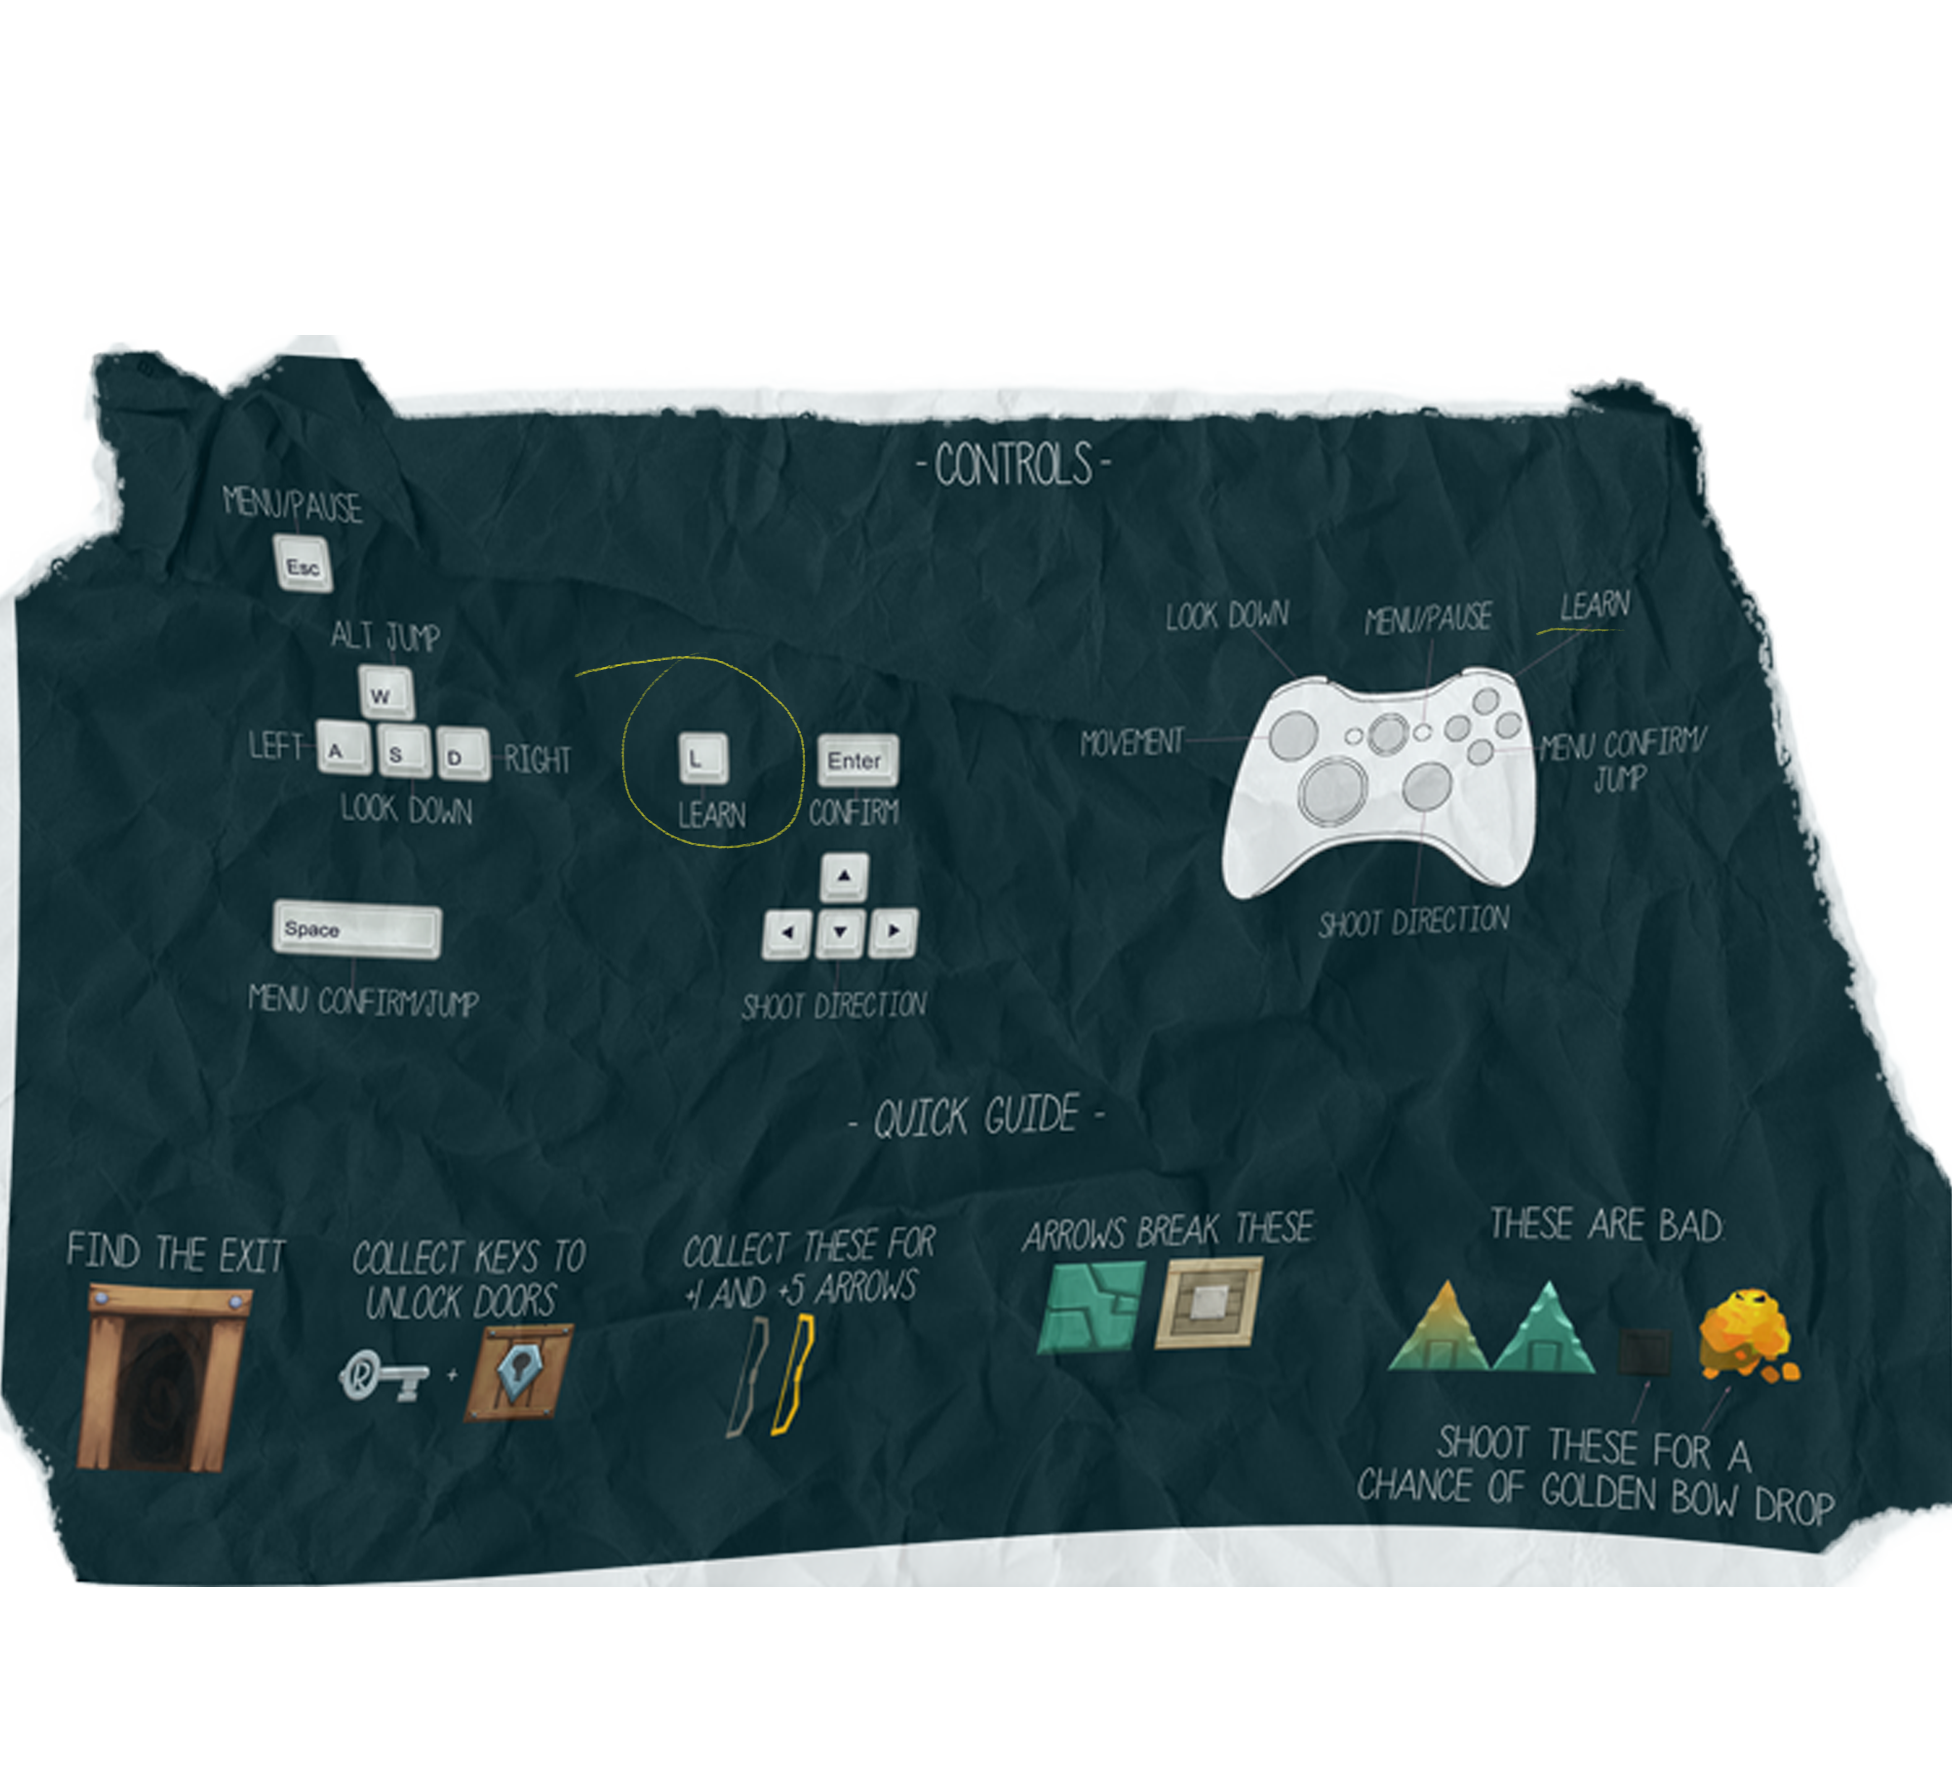 -CONTROLS-
MENU/PAUSE
Esc
ALT JUMP
W
LEFT
A
S
D
RIGHT
LOOK DOWN
L
LEARN
Enter
CONFIRM
Space
MENU CONFIRM/JUMP
SHOOT DIRECTION
LOOK DOWN
MENU/PAUSE
LEARN
MOVEMENT
MENU CONFIRM/
JUMP
SHOOT DIRECTION
- QUICK GUIDE -
FIND THE EXIT
COLLECT KEYS TO
UNLOCK DOORS
R
+
COLLECT THESE FOR
+1 AND +5 ARROWS
ARROWS BREAK THESE
THESE ARE BAD:
SHOOT THESE FOR A
CHANCE OF GOLDEN BOW DROP